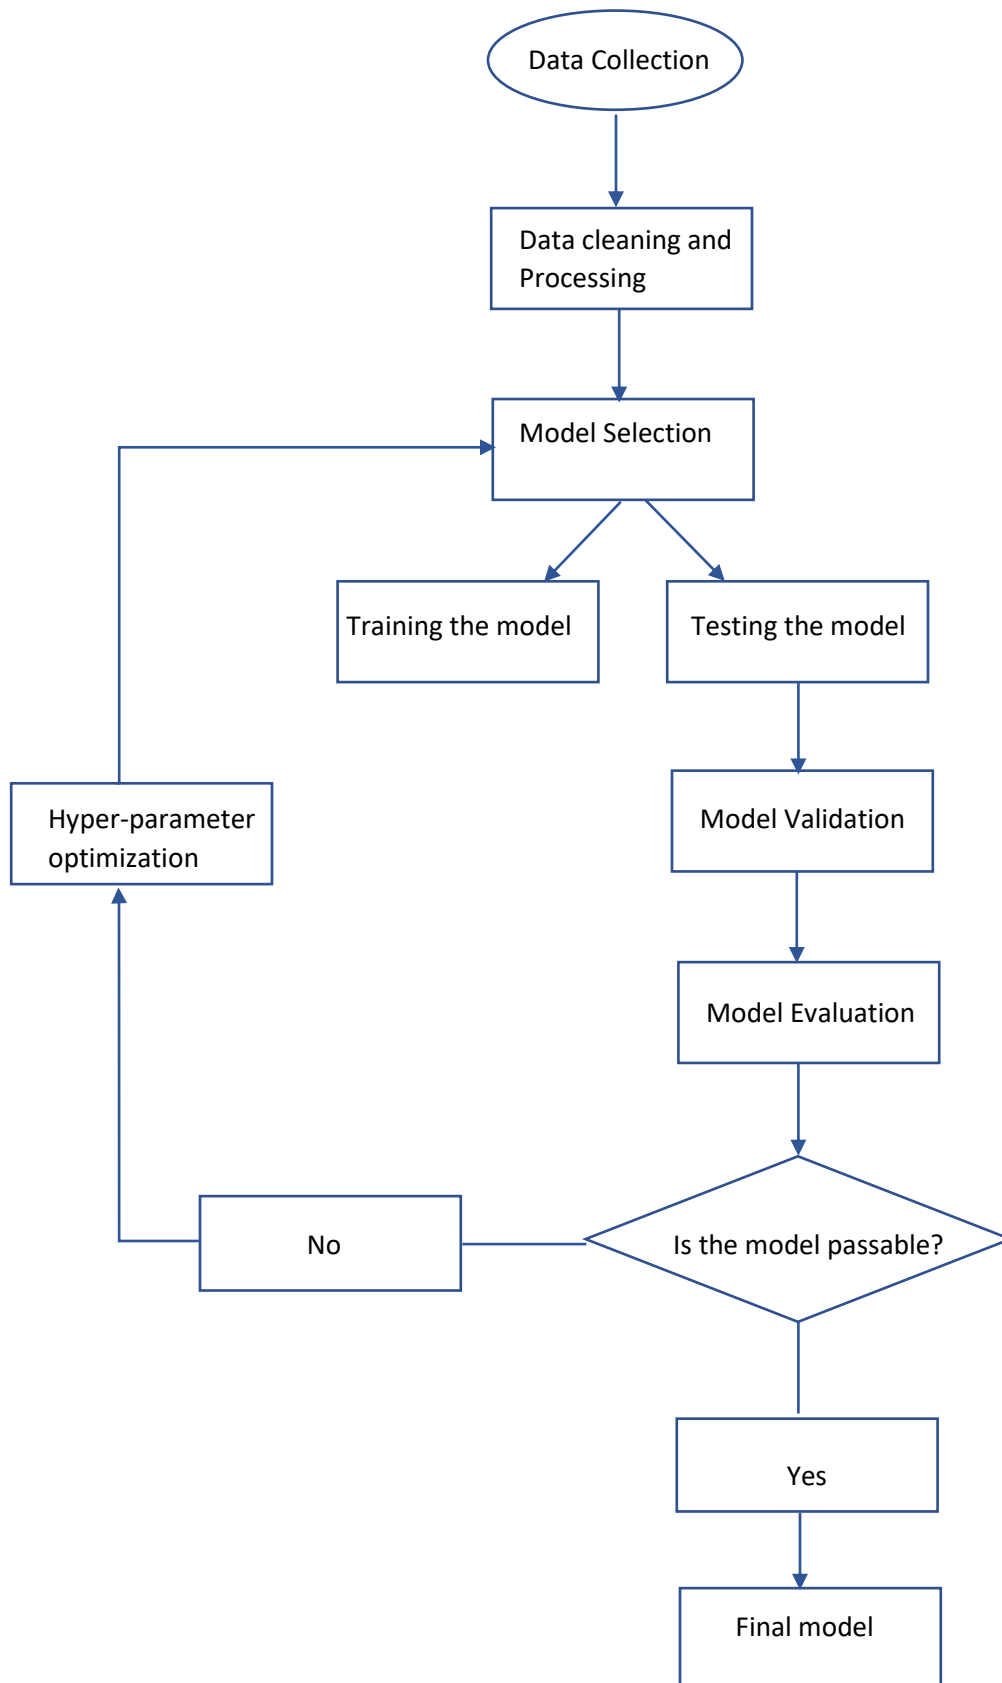 Data Collection
Data cleaning and
Processing
Model Selection
Training the model
Testing the model
Model Validation
Hyper-parameter
optimization
Model Evaluation
Is the model passable?
No
Yes
Final model